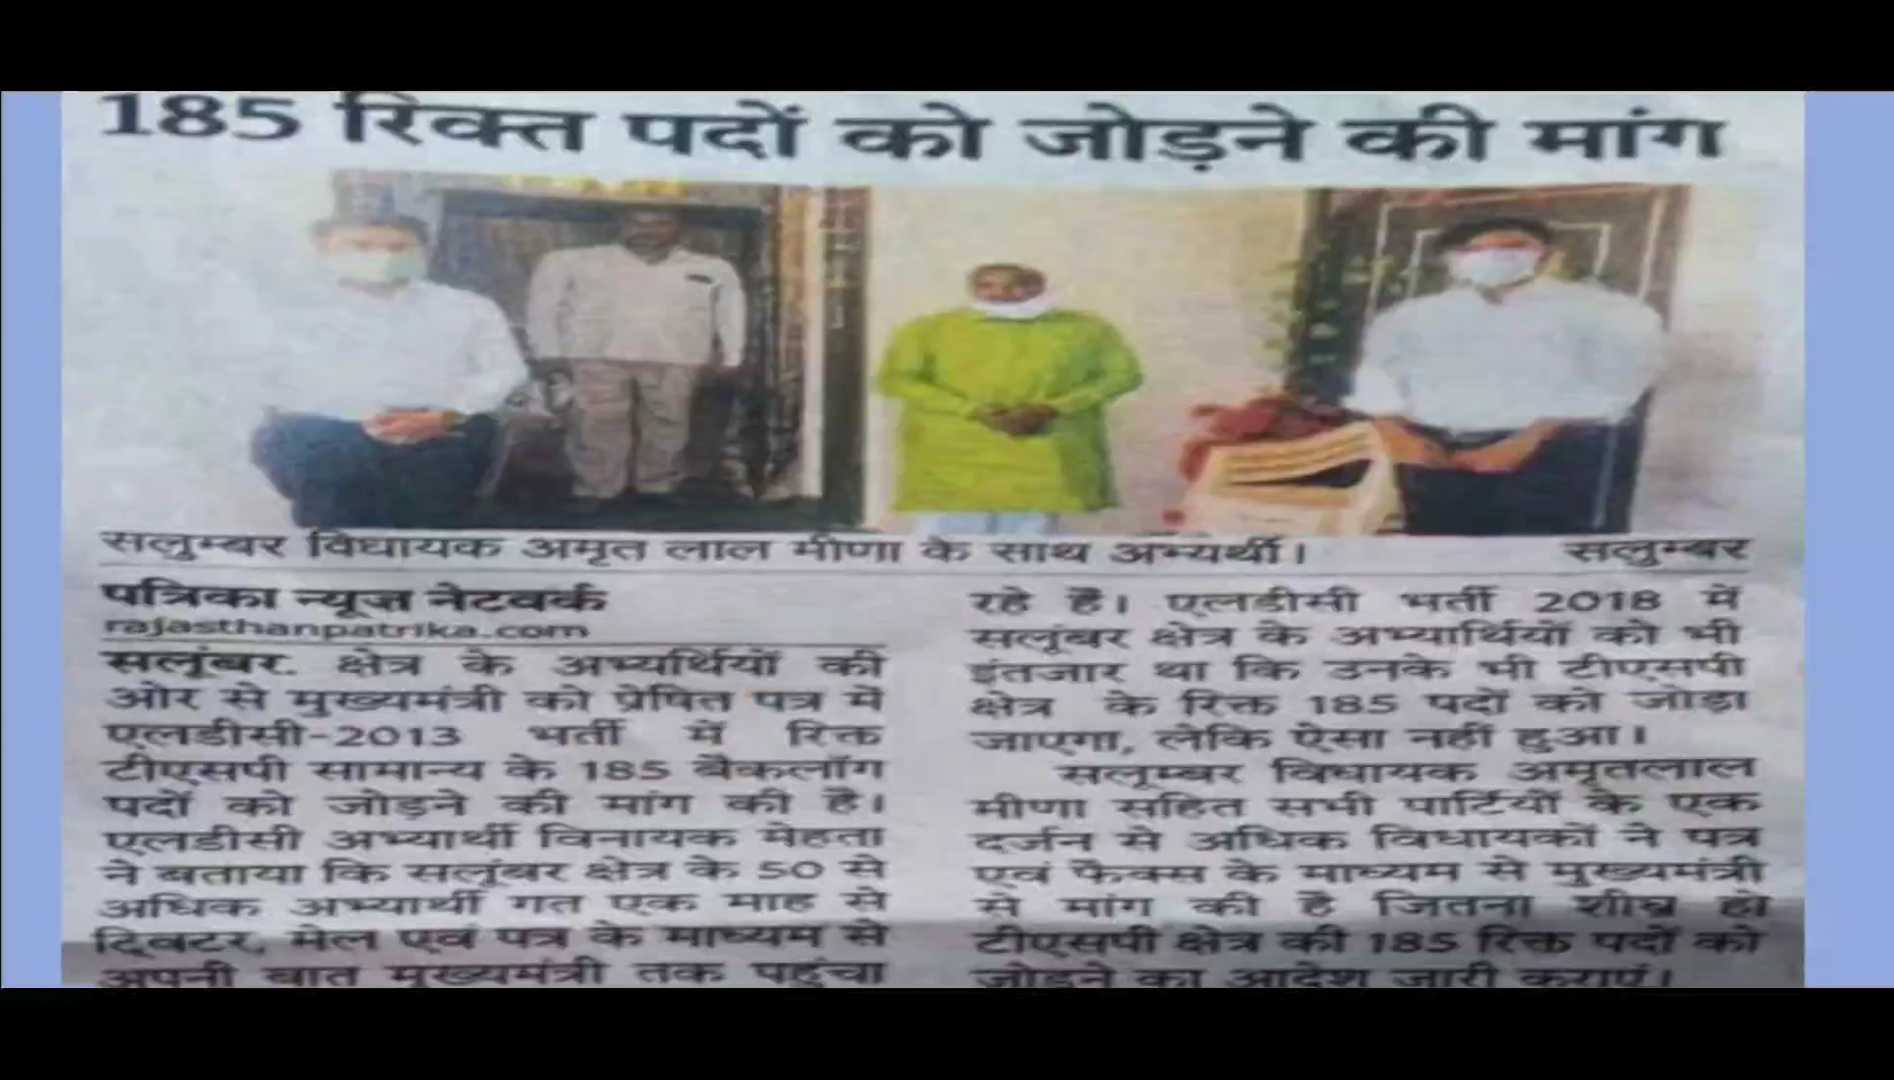 185 रिक्त पदों को जोड़ने की मांग
सलुम्बर विधायक अमृत लाल मीणा के साथ अभ्यर्थी। सलुम्बर
पत्रिका न्यूज़ नेटवर्क
rajasthanpatrika.com
सलूंबर. क्षेत्र के अभ्यर्थियों की
ओर से मुख्यमंत्री को प्रेषित पत्र में
एलडीसी-2013 भर्ती में रिक्त
टीएसपी सामान्य के 185 बैकलॉग
पदों को जोड़ने की मांग की है।
एलडीसी अभ्यार्थी विनायक मेहता
ने बताया कि सलूंबर क्षेत्र के 50 से
अधिक अभ्यार्थी गत एक माह से
ट्विटर, मेल एवं पत्र के माध्यम से
अपनी बात मुख्यमंत्री तक पहुंचा
रहे है। एलडीसी भर्ती 2018 में
सलूंबर क्षेत्र के अभ्यार्थियों को भी
इंतजार था कि उनके भी टीएसपी
क्षेत्र के रिक्त 185 पदों को जोड़ा
जाएगा, लेकि ऐसा नहीं हुआ।
सलूम्बर विधायक अमृतलाल
मीणा सहित सभी पार्टियों के एक
दर्जन से अधिक विधायकों ने पत्र
एवं फैक्स के माध्यम से मुख्यमंत्री
से मांग की है जितना शीघ्र हो
टीएसपी क्षेत्र की 185 रिक्त पदों को
जोड़ने का आदेश जारी कराएं।